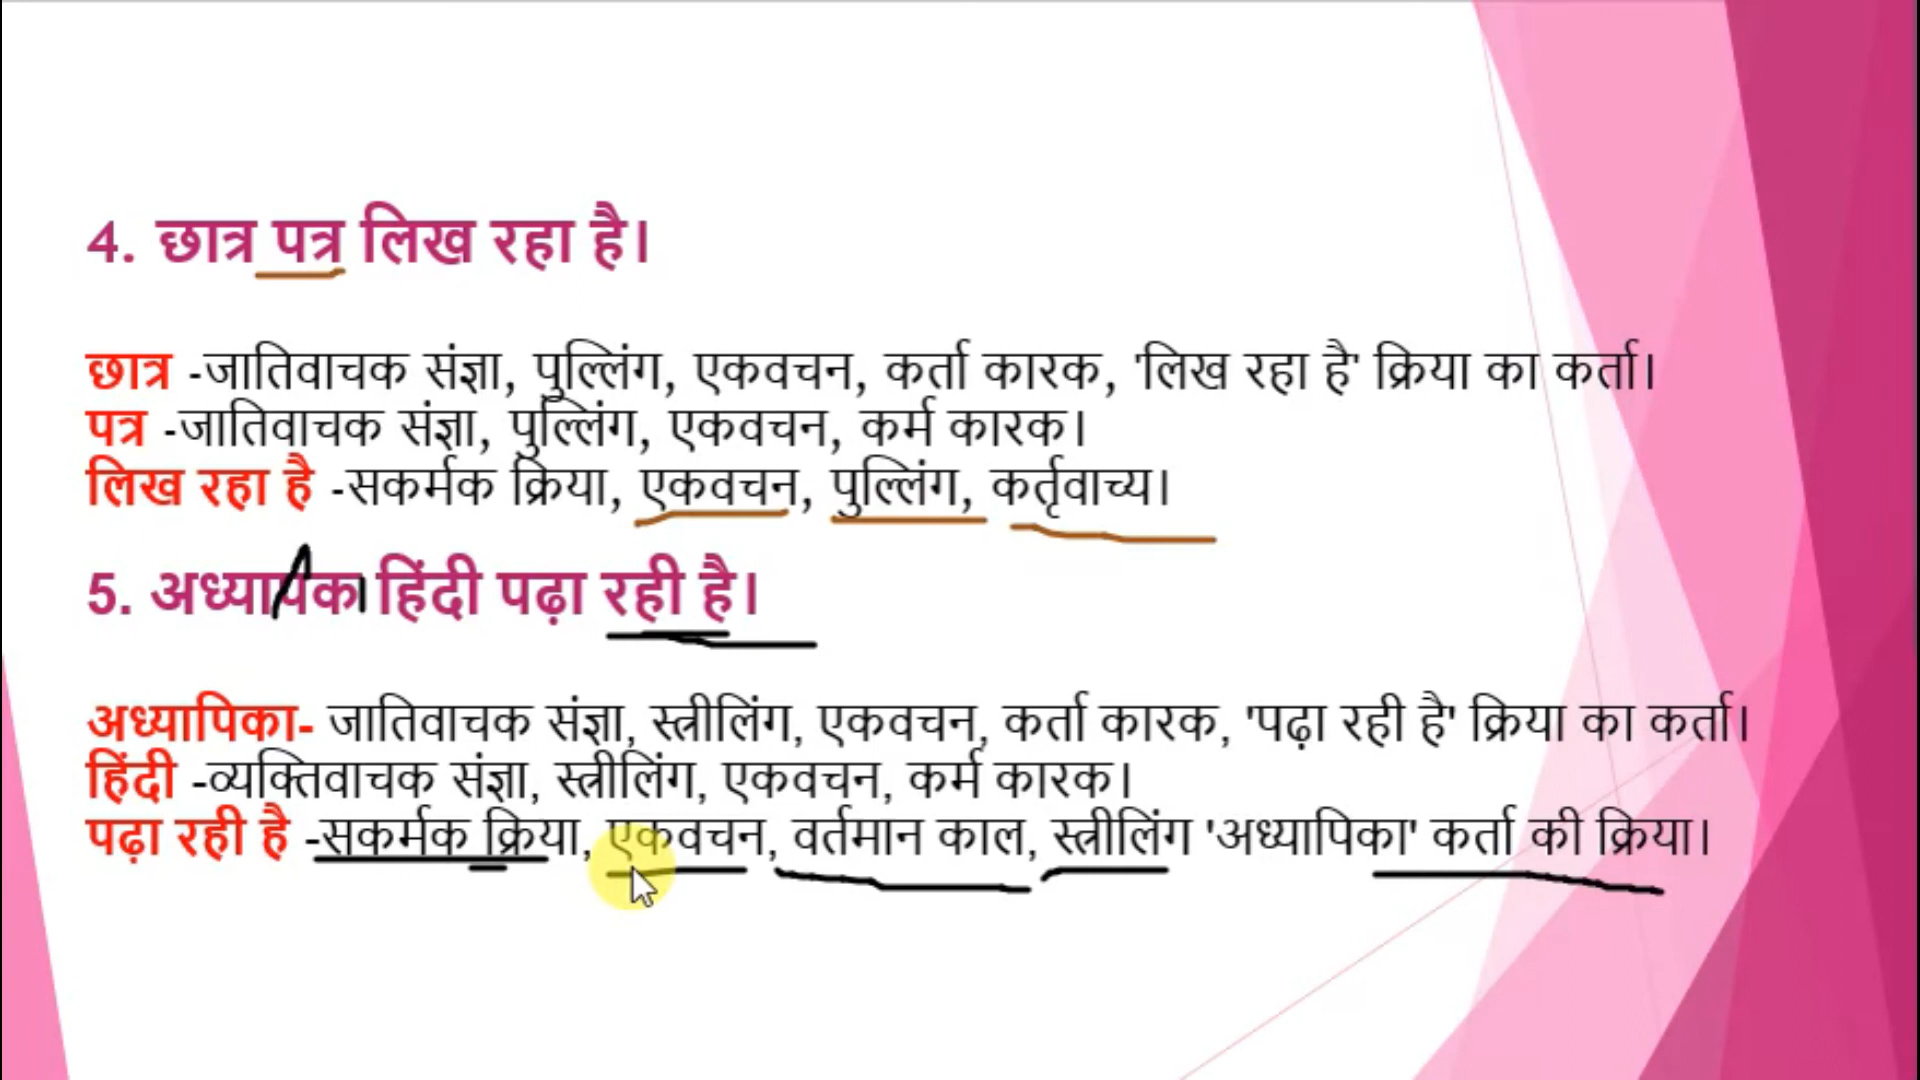 4. छात्र पत्र लिख रहा है।
छात्र -जातिवाचक संज्ञा, पुल्लिंग, एकवचन, कर्ता कारक, 'लिख रहा है' क्रिया का कर्ता।
पत्र -जातिवाचक संज्ञा, पुल्लिंग, एकवचन, कर्म कारक।
लिख रहा है -सकर्मक क्रिया, एकवचन, पुल्लिंग, कर्तृवाच्य।
5. अध्यापिका हिंदी पढ़ा रही है।
अध्यापिका- जातिवाचक संज्ञा, स्त्रीलिंग, एकवचन, कर्ता कारक, 'पढ़ा रही है' क्रिया का कर्ता।
हिंदी -व्यक्तिवाचक संज्ञा, स्त्रीलिंग, एकवचन, कर्म कारक।
पढ़ा रही है -सकर्मक क्रिया, एकवचन, वर्तमान काल, स्त्रीलिंग 'अध्यापिका' कर्ता की क्रिया।